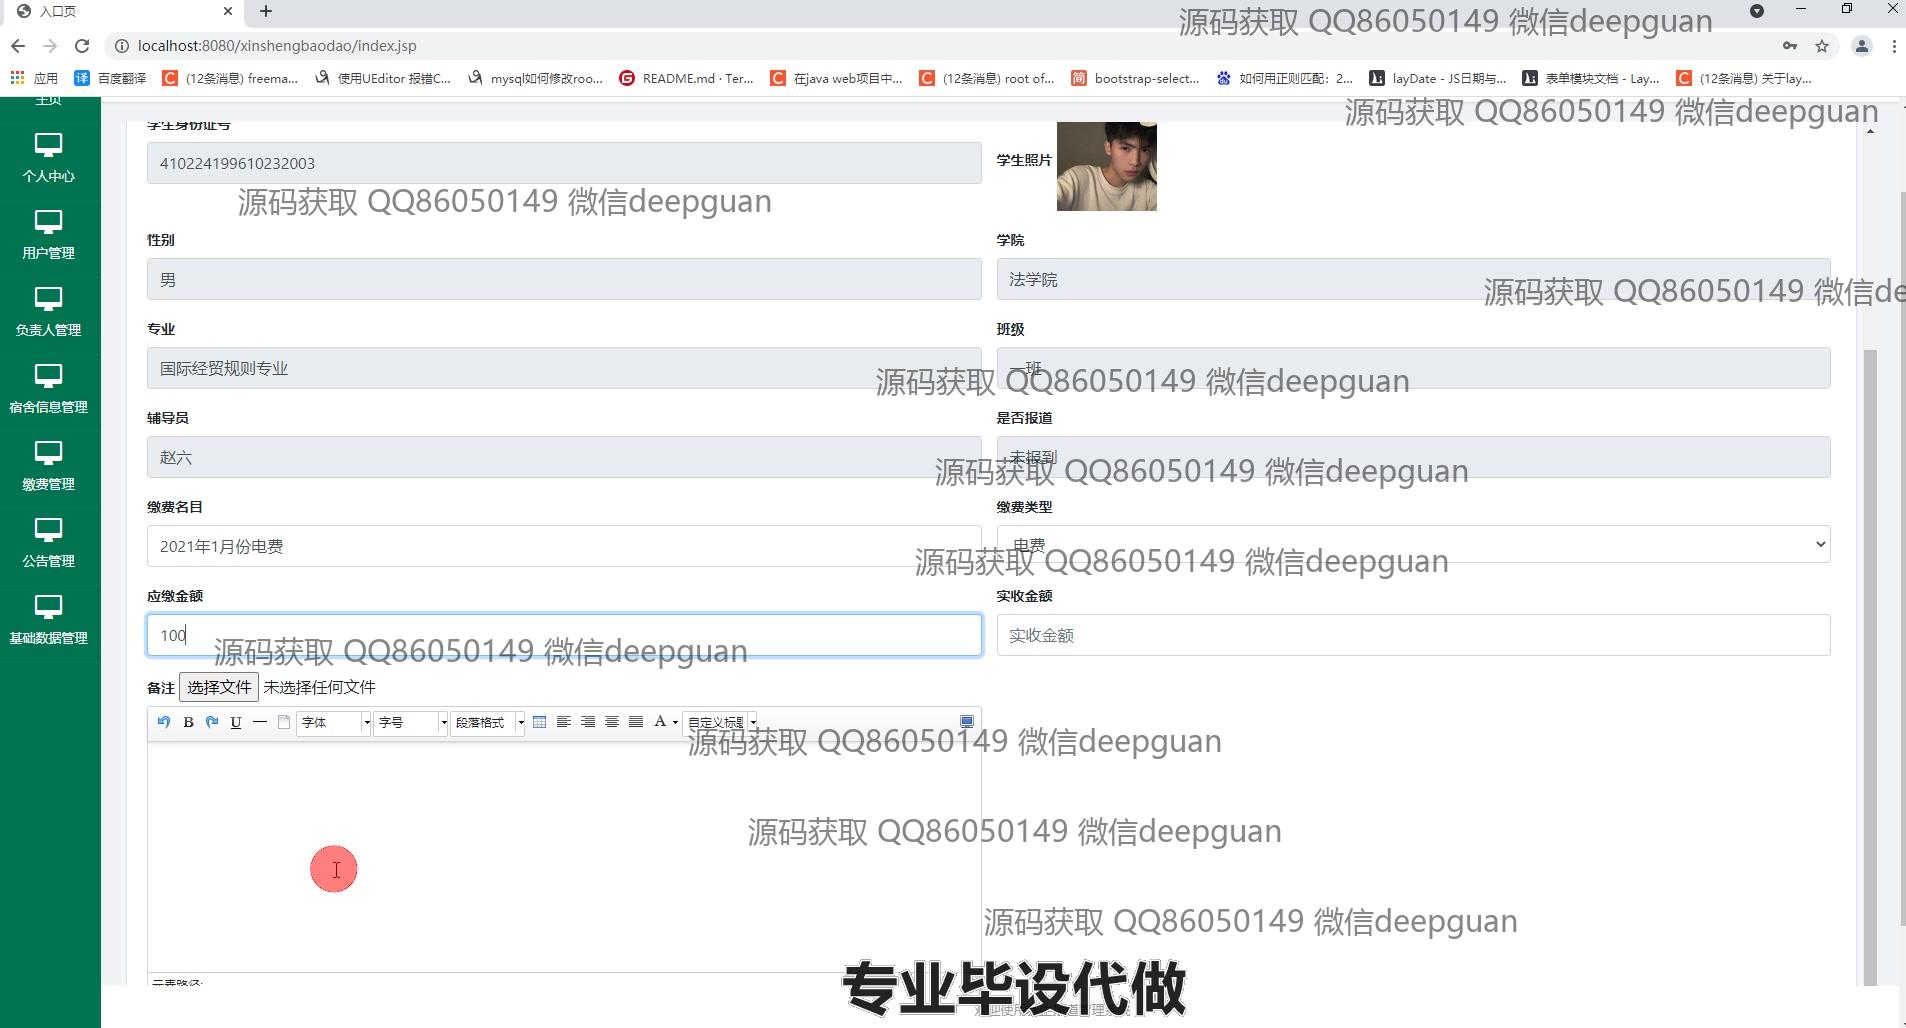 入口页
源码获取 QQ86050149 微信deepguan
localhost:8080/xinshengbaodao/index.jsp
应用 百度翻译 (12条消息) freema... 使用UEditor 报错C... mysql如何修改roo... README.md · Ter... 在java web项目中... (12条消息) root of... bootstrap-select... 如何用正则匹配：2... layDate - JS日期与... 表单模块文档 - Lay... (12条消息) 关于lay...
主页
源码获取 QQ86050149 微信deepguan
学生身份证号
410224199610232003
学生照片
个人中心
源码获取 QQ86050149 微信deepguan
性别
学院
用户管理
男
法学院
源码获取 QQ86050149 微信de
专业
班级
负责人管理
国际经贸规则专业
一班
源码获取 QQ86050149 微信deepguan
宿舍信息管理
辅导员
是否报道
赵六
未报到
源码获取 QQ86050149 微信deepguan
缴费管理
缴费名目
缴费类型
2021年1月份电费
电费
源码获取 QQ86050149 微信deepguan
公告管理
应缴金额
实收金额
100
实收金额
基础数据管理
源码获取 QQ86050149 微信deepguan
备注 选择文件 未选择任何文件
B U 字体 字号 段落格式 A 自定义标题
源码获取 QQ86050149 微信deepguan
源码获取 QQ86050149 微信deepguan
源码获取 QQ86050149 微信deepguan
元素路径:
专业毕设代做